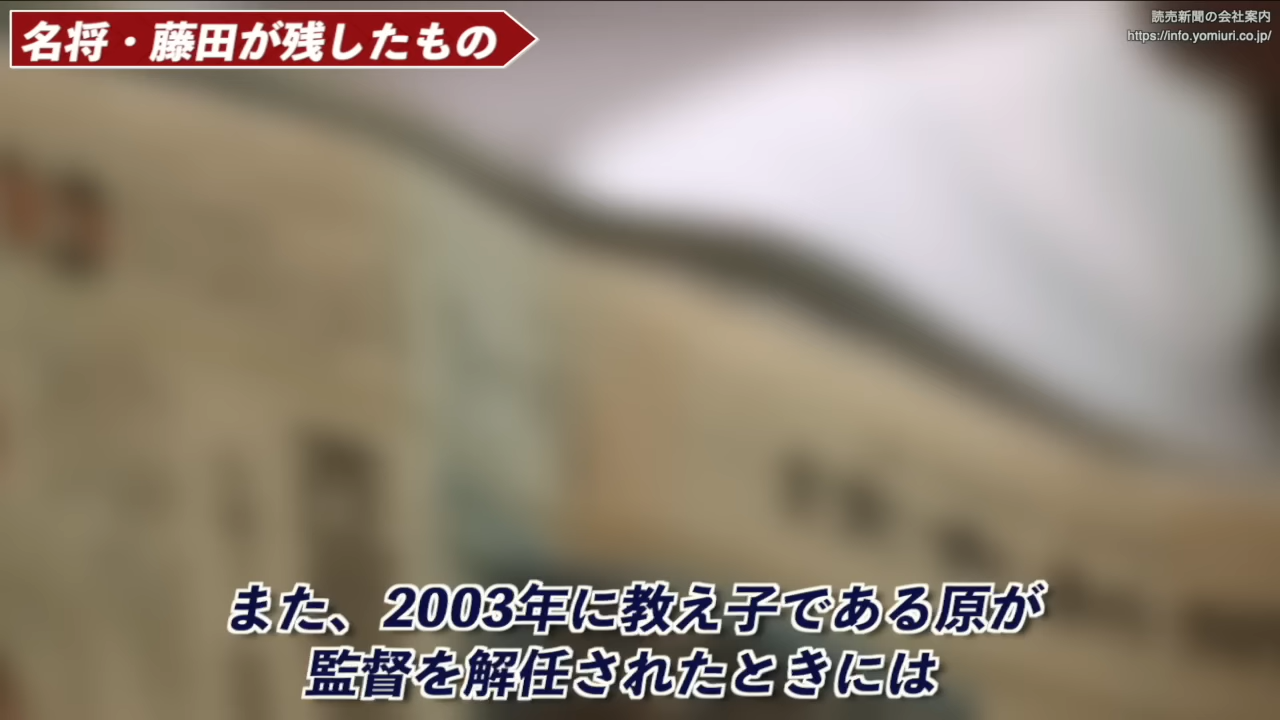 名将・藤田が残したもの
読売新聞の会社案内
https://info.yomiuri.co.jp/
また、2003年に教え子である原が
監督を解任されたときには